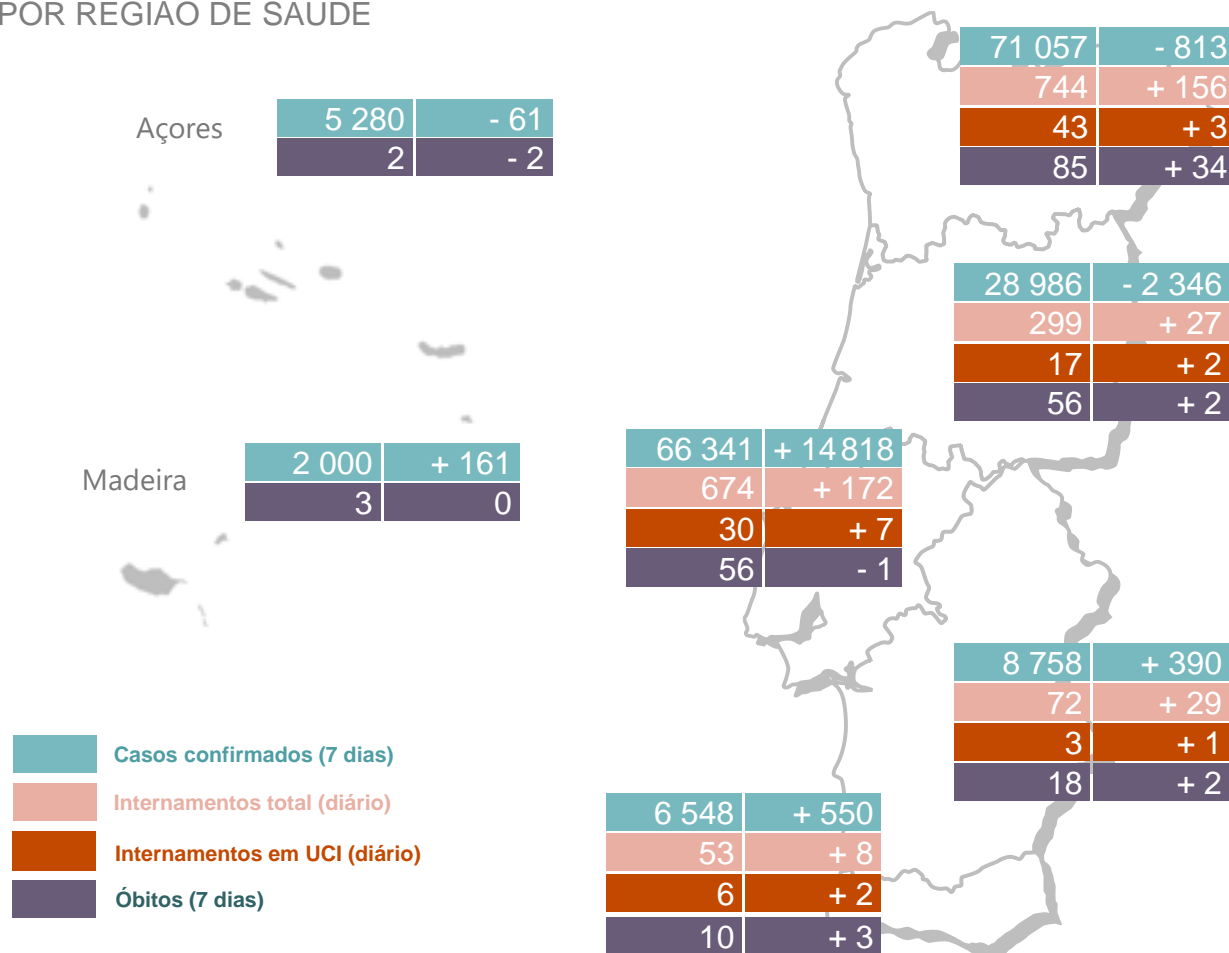 POR REGIÃO DE SAÚDE
71 057 - 813
744 + 156
43 + 3
85 + 34
Açores
5 280 - 61
2 - 2
28 986 - 2 346
299 + 27
17 + 2
56 + 2
Madeira
2 000 + 161
3 0
66 341 + 14 818
674 + 172
30 + 7
56 - 1
8 758 + 390
72 + 29
3 + 1
18 + 2
6 548 + 550
53 + 8
6 + 2
10 + 3
Casos confirmados (7 dias)
Internamentos total (diário)
Internamentos em UCI (diário)
Óbitos (7 dias)